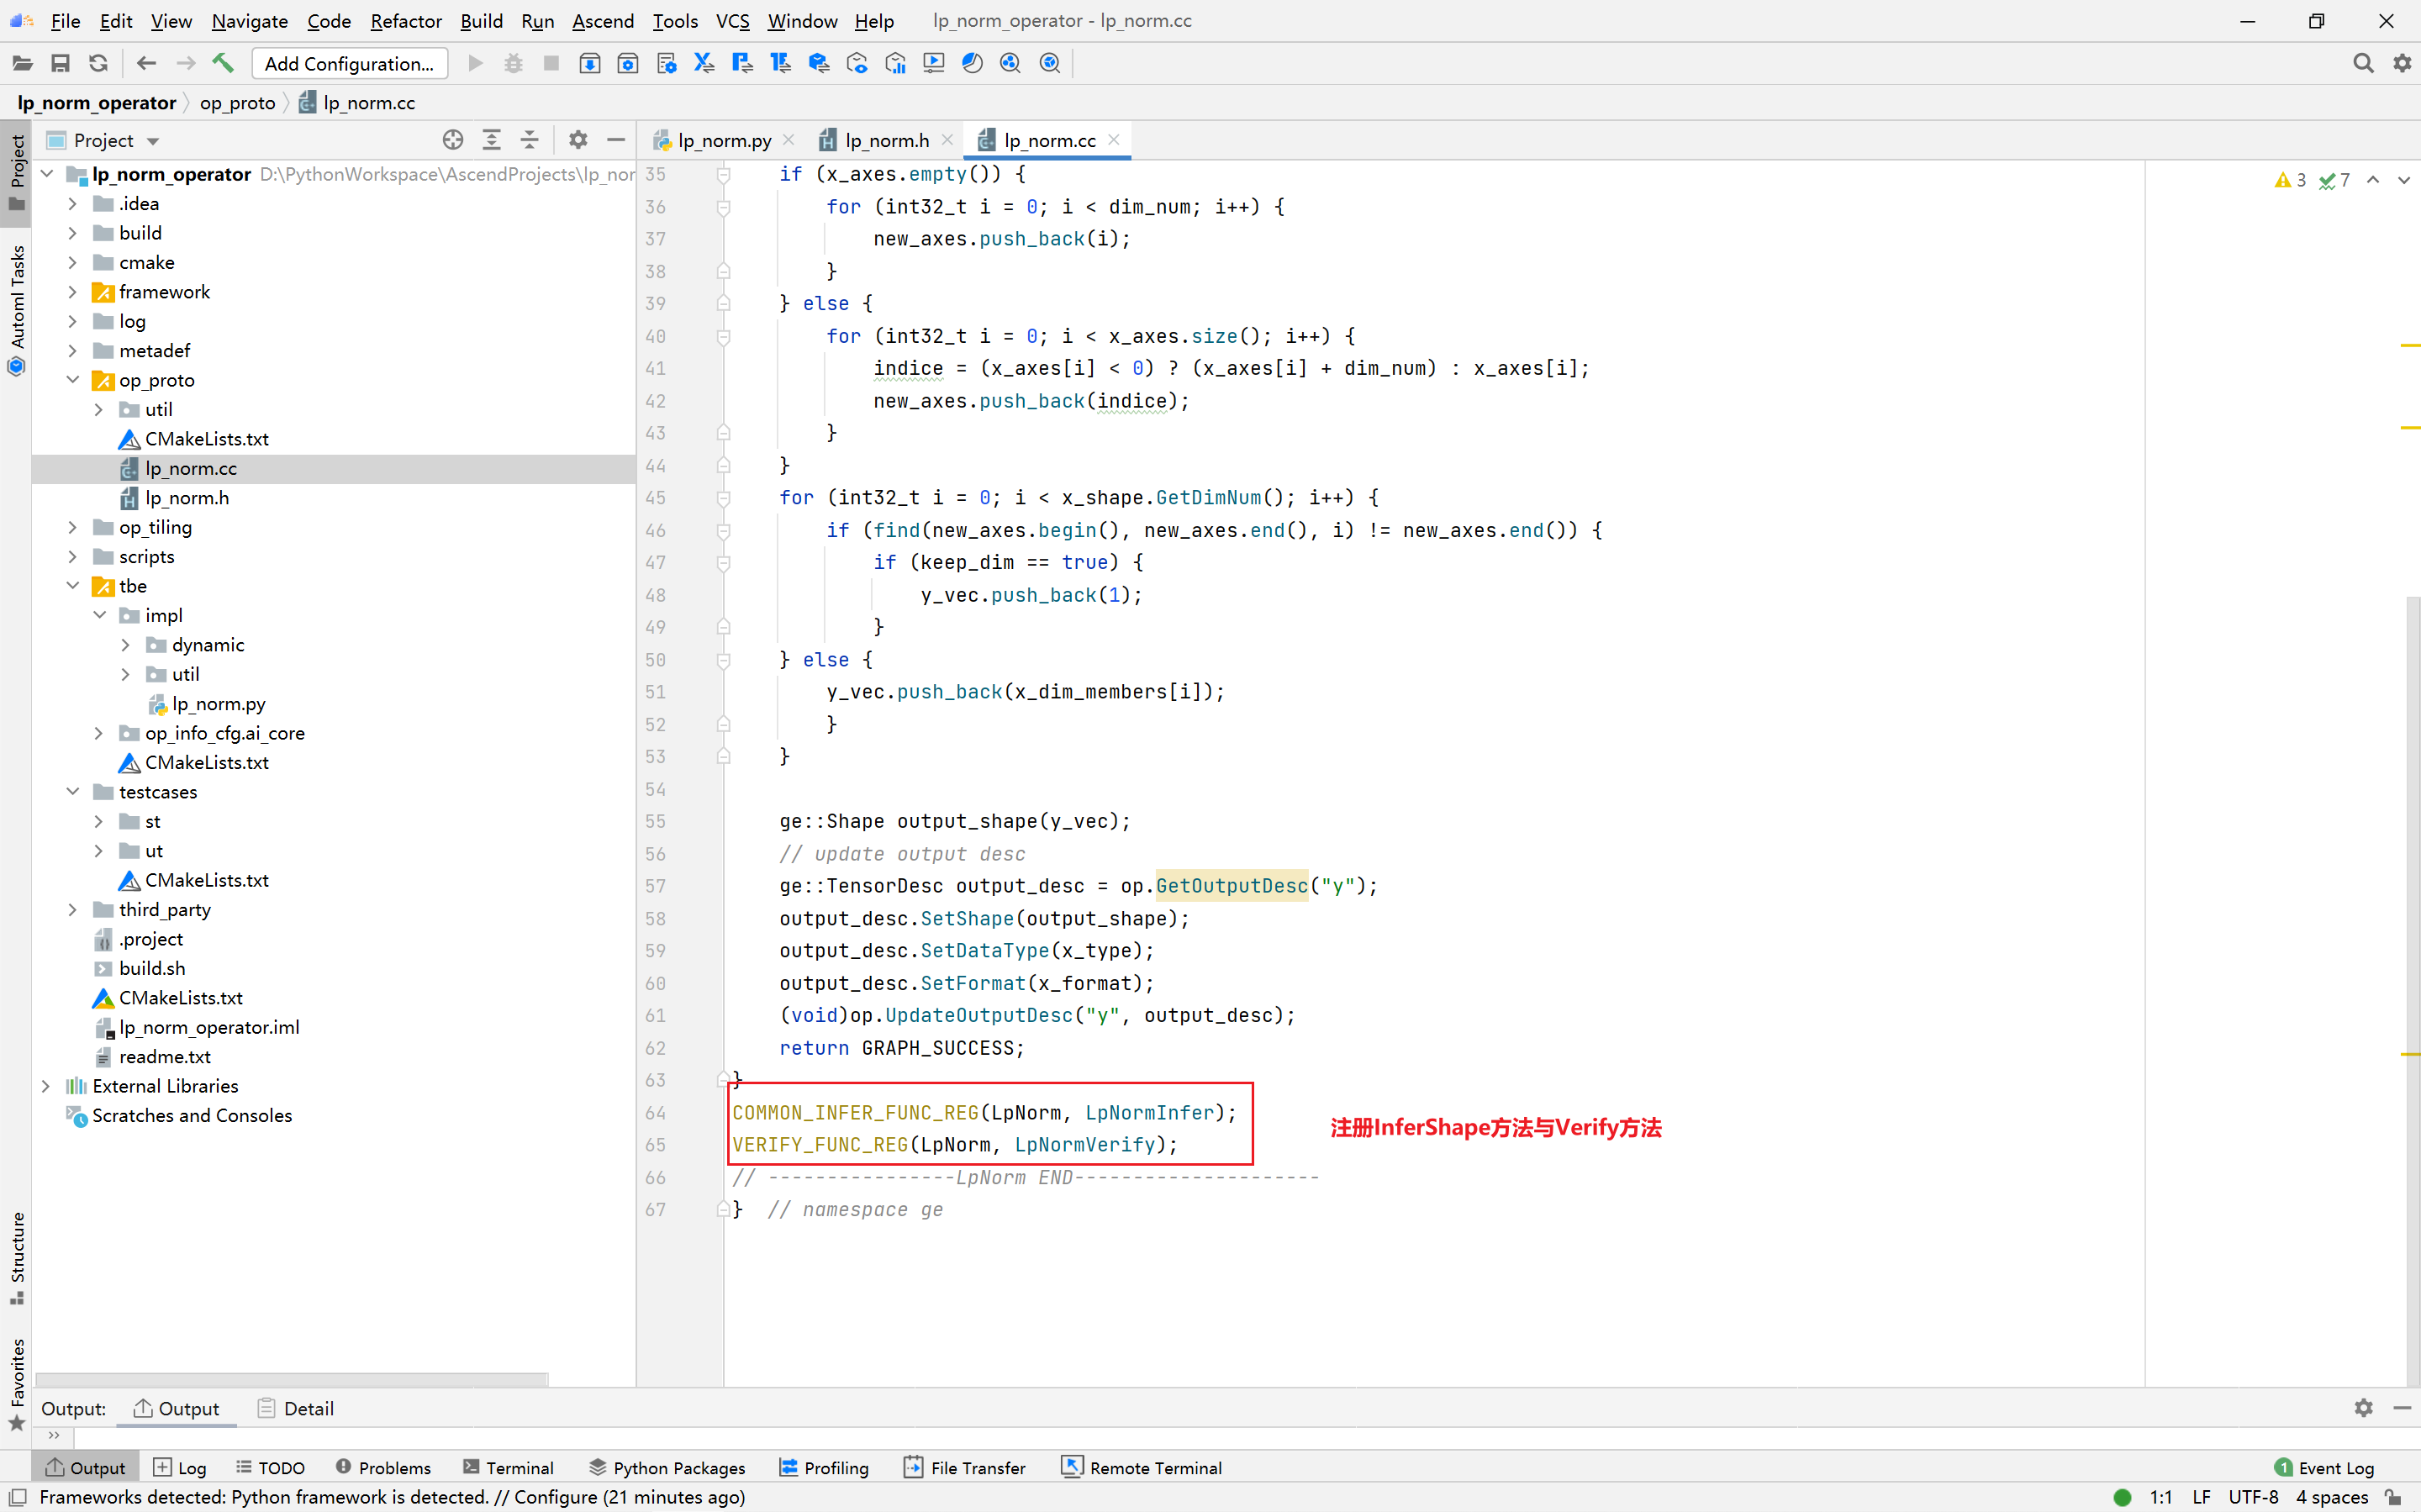 File Edit View Navigate Code Refactor Build Run Ascend Tools VCS Window Help lp_norm_operator - lp_norm.cc
Add Configuration...
lp_norm_operator op_proto lp_norm.cc
Project
lp_norm.py lp_norm.h lp_norm.cc
Project
Automl Tasks
Structure
Favorites
lp_norm_operator D:\PythonWorkspace\AscendProjects\lp_nor
.idea
build
cmake
framework
log
metadef
op_proto
util
CMakeLists.txt
lp_norm.cc
lp_norm.h
op_tiling
scripts
tbe
impl
dynamic
util
lp_norm.py
op_info_cfg.ai_core
CMakeLists.txt
testcases
st
ut
CMakeLists.txt
third_party
.project
build.sh
CMakeLists.txt
lp_norm_operator.iml
readme.txt
External Libraries
Scratches and Consoles
3 7
35 if (x_axes.empty()) {
36 for (int32_t i = 0; i < dim_num; i++) {
37 new_axes.push_back(i);
38 }
39 } else {
40 for (int32_t i = 0; i < x_axes.size(); i++) {
41 indice = (x_axes[i] < 0) ? (x_axes[i] + dim_num) : x_axes[i];
42 new_axes.push_back(indice);
43 }
44 }
45 for (int32_t i = 0; i < x_shape.GetDimNum(); i++) {
46 if (find(new_axes.begin(), new_axes.end(), i) != new_axes.end()) {
47 if (keep_dim == true) {
48 y_vec.push_back(1);
49 }
50 } else {
51 y_vec.push_back(x_dim_members[i]);
52 }
53 }
54
55 ge::Shape output_shape(y_vec);
56 // update output desc
57 ge::TensorDesc output_desc = op.GetOutputDesc("y");
58 output_desc.SetShape(output_shape);
59 output_desc.SetDataType(x_type);
60 output_desc.SetFormat(x_format);
61 (void)op.UpdateOutputDesc("y", output_desc);
62 return GRAPH_SUCCESS;
63 }
64 COMMON_INFER_FUNC_REG(LpNorm, LpNormInfer);
注册InferShape方法与Verify方法
65 VERIFY_FUNC_REG(LpNorm, LpNormVerify);
66 // ----------------LpNorm END---------------------
67 } // namespace ge
Output: Output Detail
Output Log TODO Problems Terminal Python Packages Profiling File Transfer Remote Terminal 1 Event Log
Frameworks detected: Python framework is detected. // Configure (21 minutes ago) 1:1 LF UTF-8 4 spaces